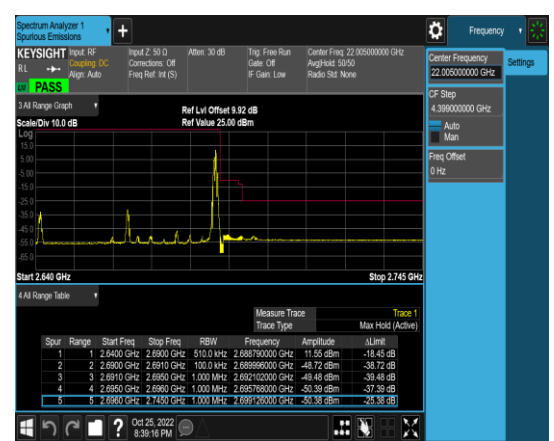 Spectrum Analyzer 1
Spurious Emissions
Frequency
KEYSIGHT Input: RF Input Z: 50 Ω Atten: 30 dB Trig: Free Run Center Freq: 22.005000000 GHz
RL Coupling: DC Corrections: Off Gate: Off Avg|Hold: 50/50
Align: Auto Freq Ref: Int (S) IF Gain: Low Radio Std: None
PASS
Center Frequency
22.005000000 GHz
Settings
CF Step
4.399000000 GHz
Auto
Man
Freq Offset
0 Hz
3 All Range Graph
Ref Lvl Offset 9.92 dB
Scale/Div 10.0 dB Ref Value 25.00 dBm
Log
15.0
5.00
-5.00
-15.0
-25.0
-35.0
-45.0
-55.0
-65.0
Start 2.640 GHz Stop 2.745 GHz
4 All Range Table
Measure Trace Trace 1
Trace Type Max Hold (Active)
Spur Range Start Freq Stop Freq RBW Frequency Amplitude ΔLimit
1 1 2.6400 GHz 2.6900 GHz 510.0 kHz 2.688790000 GHz 11.55 dBm -18.45 dB
2 2 2.6900 GHz 2.6910 GHz 100.0 kHz 2.689996000 GHz -48.72 dBm -38.72 dB
3 3 2.6910 GHz 2.6950 GHz 1.000 MHz 2.692102000 GHz -49.48 dBm -39.48 dB
4 4 2.6950 GHz 2.6960 GHz 1.000 MHz 2.695768000 GHz -50.39 dBm -37.39 dB
5 5 2.6960 GHz 2.7450 GHz 1.000 MHz 2.699126000 GHz -50.38 dBm -25.38 dB
Oct 25, 2022
8:39:16 PM